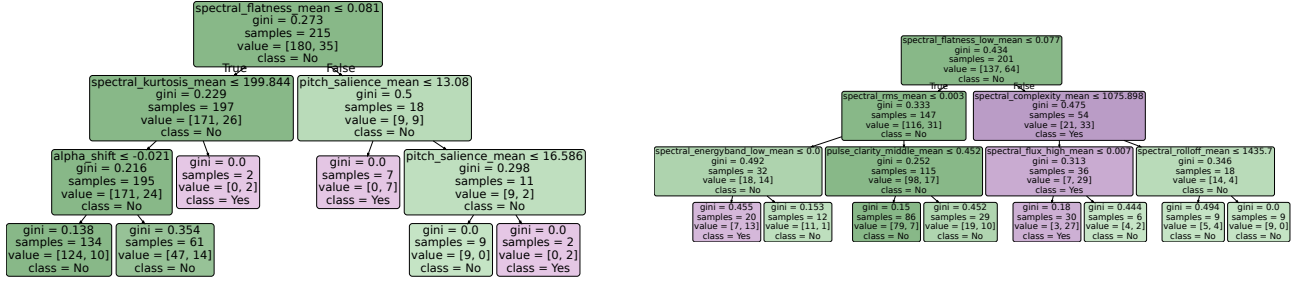 spectral_flatness_mean ≤ 0.081
gini = 0.273
samples = 215
value = [180, 35]
class = No
True
False
spectral_kurtosis_mean ≤ 199.844
gini = 0.229
samples = 197
value = [171, 26]
class = No
pitch_salience_mean ≤ 13.08
gini = 0.5
samples = 18
value = [9, 9]
class = No
alpha_shift ≤ -0.021
gini = 0.216
samples = 195
value = [171, 24]
class = No
gini = 0.0
samples = 2
value = [0, 2]
class = Yes
gini = 0.0
samples = 7
value = [0, 7]
class = Yes
pitch_salience_mean ≤ 16.586
gini = 0.298
samples = 11
value = [9, 2]
class = No
gini = 0.138
samples = 134
value = [124, 10]
class = No
gini = 0.354
samples = 61
value = [47, 14]
class = No
gini = 0.0
samples = 9
value = [9, 0]
class = No
gini = 0.0
samples = 2
value = [0, 2]
class = Yes
spectral_flatness_low_mean ≤ 0.077
gini = 0.434
samples = 201
value = [137, 64]
class = No
True
False
spectral_rms_mean ≤ 0.003
gini = 0.333
samples = 147
value = [116, 31]
class = No
spectral_complexity_mean ≤ 1075.898
gini = 0.475
samples = 54
value = [21, 33]
class = Yes
spectral_energyband_low_mean ≤ 0.0
gini = 0.492
samples = 32
value = [18, 14]
class = No
pulse_clarity_middle_mean ≤ 0.452
gini = 0.252
samples = 115
value = [98, 17]
class = No
spectral_flux_high_mean ≤ 0.007
gini = 0.313
samples = 36
value = [7, 29]
class = Yes
spectral_rolloff_mean ≤ 1435.7
gini = 0.346
samples = 18
value = [14, 4]
class = No
gini = 0.455
samples = 20
value = [7, 13]
class = Yes
gini = 0.153
samples = 12
value = [11, 1]
class = No
gini = 0.15
samples = 86
value = [79, 7]
class = No
gini = 0.452
samples = 29
value = [19, 10]
class = No
gini = 0.18
samples = 30
value = [3, 27]
class = Yes
gini = 0.444
samples = 6
value = [4, 2]
class = No
gini = 0.494
samples = 9
value = [5, 4]
class = No
gini = 0.0
samples = 9
value = [9, 0]
class = No